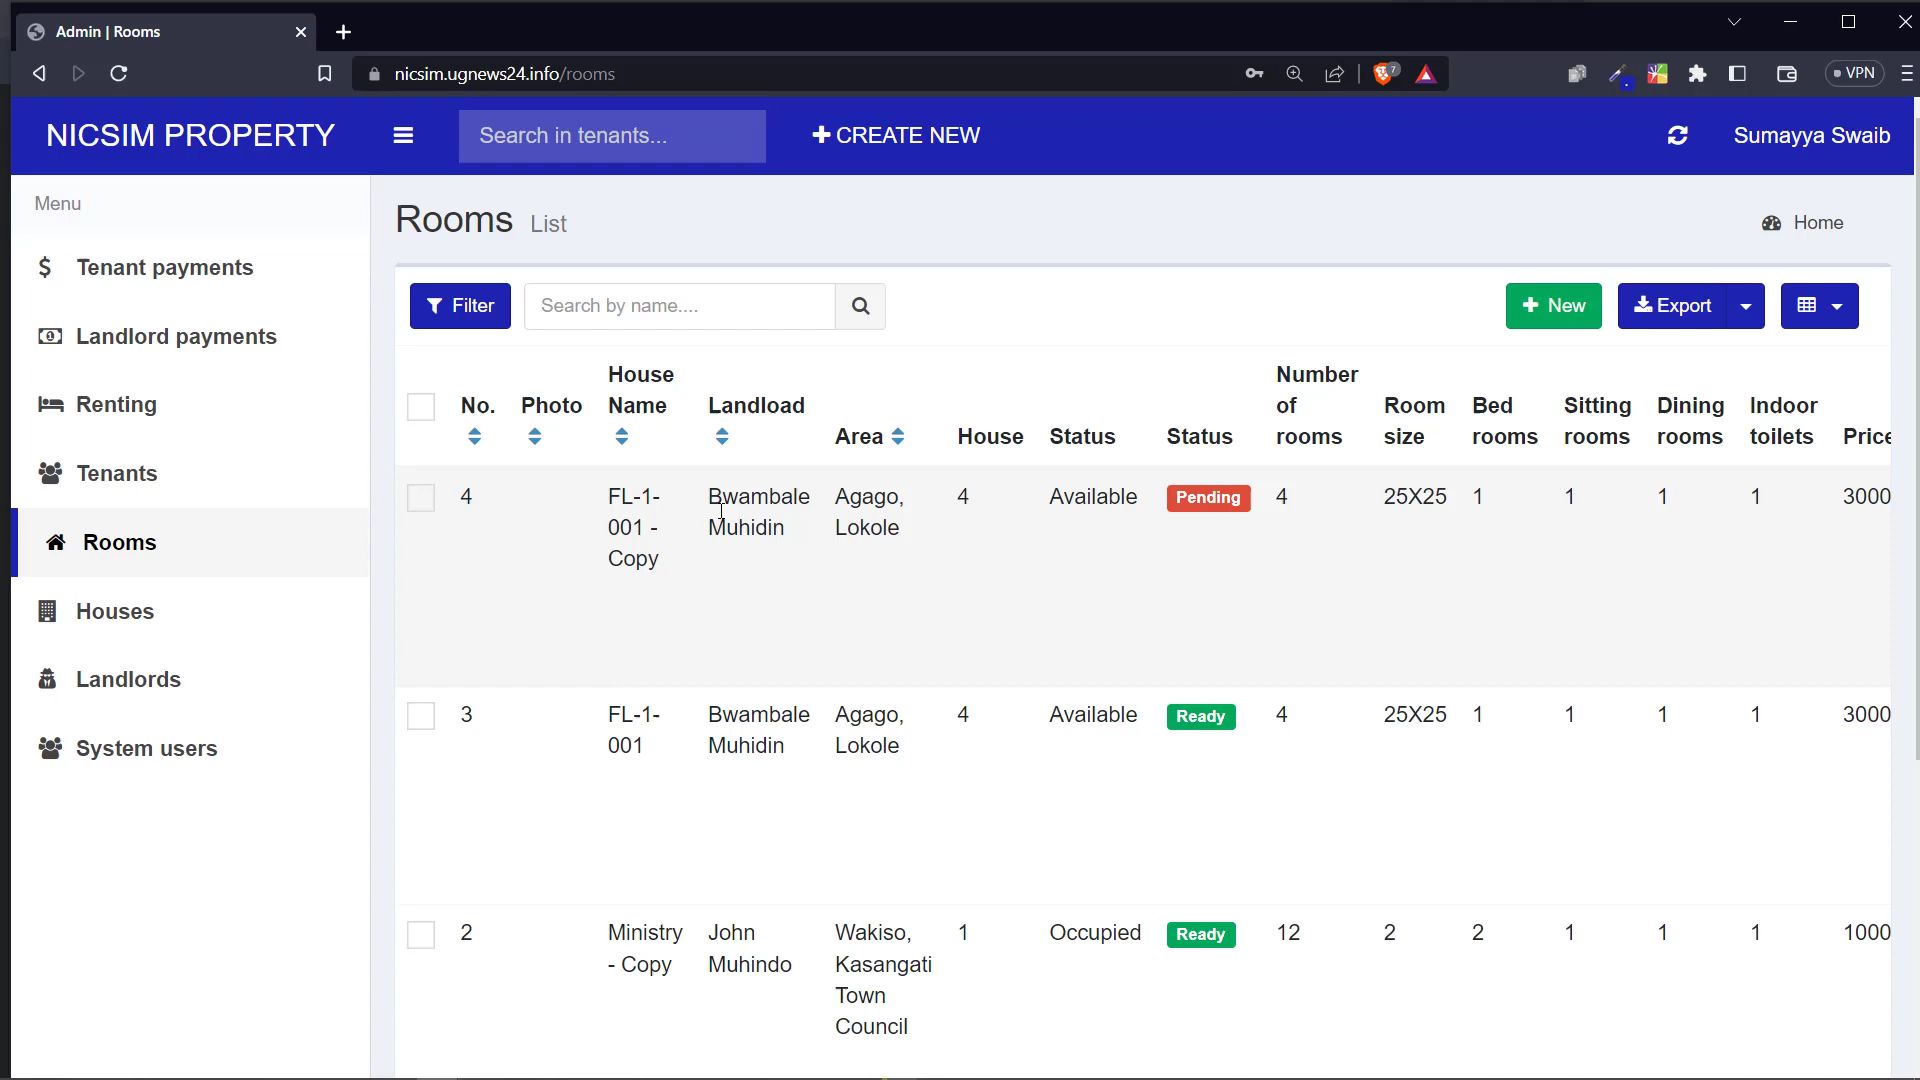 Admin | Rooms
nicsim.ugnews24.info/rooms
7
VPN
NICSIM PROPERTY
Search in tenants...
CREATE NEW
Sumayya Swaib
Menu
Tenant payments
Landlord payments
Renting
Tenants
Rooms
Houses
Landlords
System users
Rooms List
Home
Filter
Search by name....
New
Export
No. Photo House Name Landload Area House Status Status Number of rooms Room size Bed rooms Sitting rooms Dining rooms Indoor toilets Price
4 FL-1-001 - Copy Bwambale Muhidin Agago, Lokole 4 Available Pending 4 25X25 1 1 1 1 3000
3 FL-1-001 Bwambale Muhidin Agago, Lokole 4 Available Ready 4 25X25 1 1 1 1 3000
2 Ministry - Copy John Muhindo Wakiso, Kasangati Town Council 1 Occupied Ready 12 2 2 1 1 1 1000